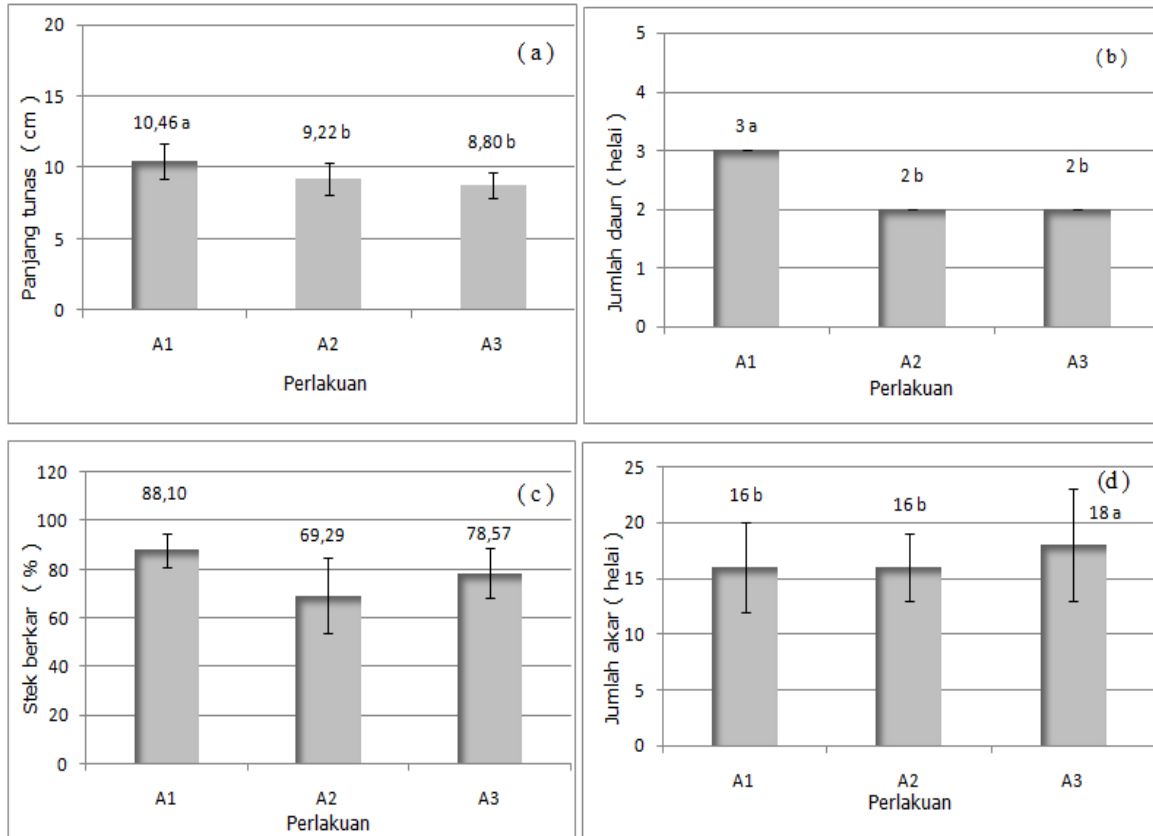 ( a )
Panjang tunas ( cm )
20
15
10
5
0
10,46 a
9,22 b
8,80 b
A1
A2
A3
Perlakuan
( b )
Jumlah daun ( helai )
5
4
3
2
1
0
3 a
2 b
2 b
A1
A2
A3
Perlakuan
( c )
Stek berkar ( % )
120
100
80
60
40
20
0
88,10
69,29
78,57
A1
A2
A3
Perlakuan
(d)
Jumlah akar ( helai)
25
20
15
10
5
0
16 b
16 b
18 a
A1
A2
A3
Perlakuan